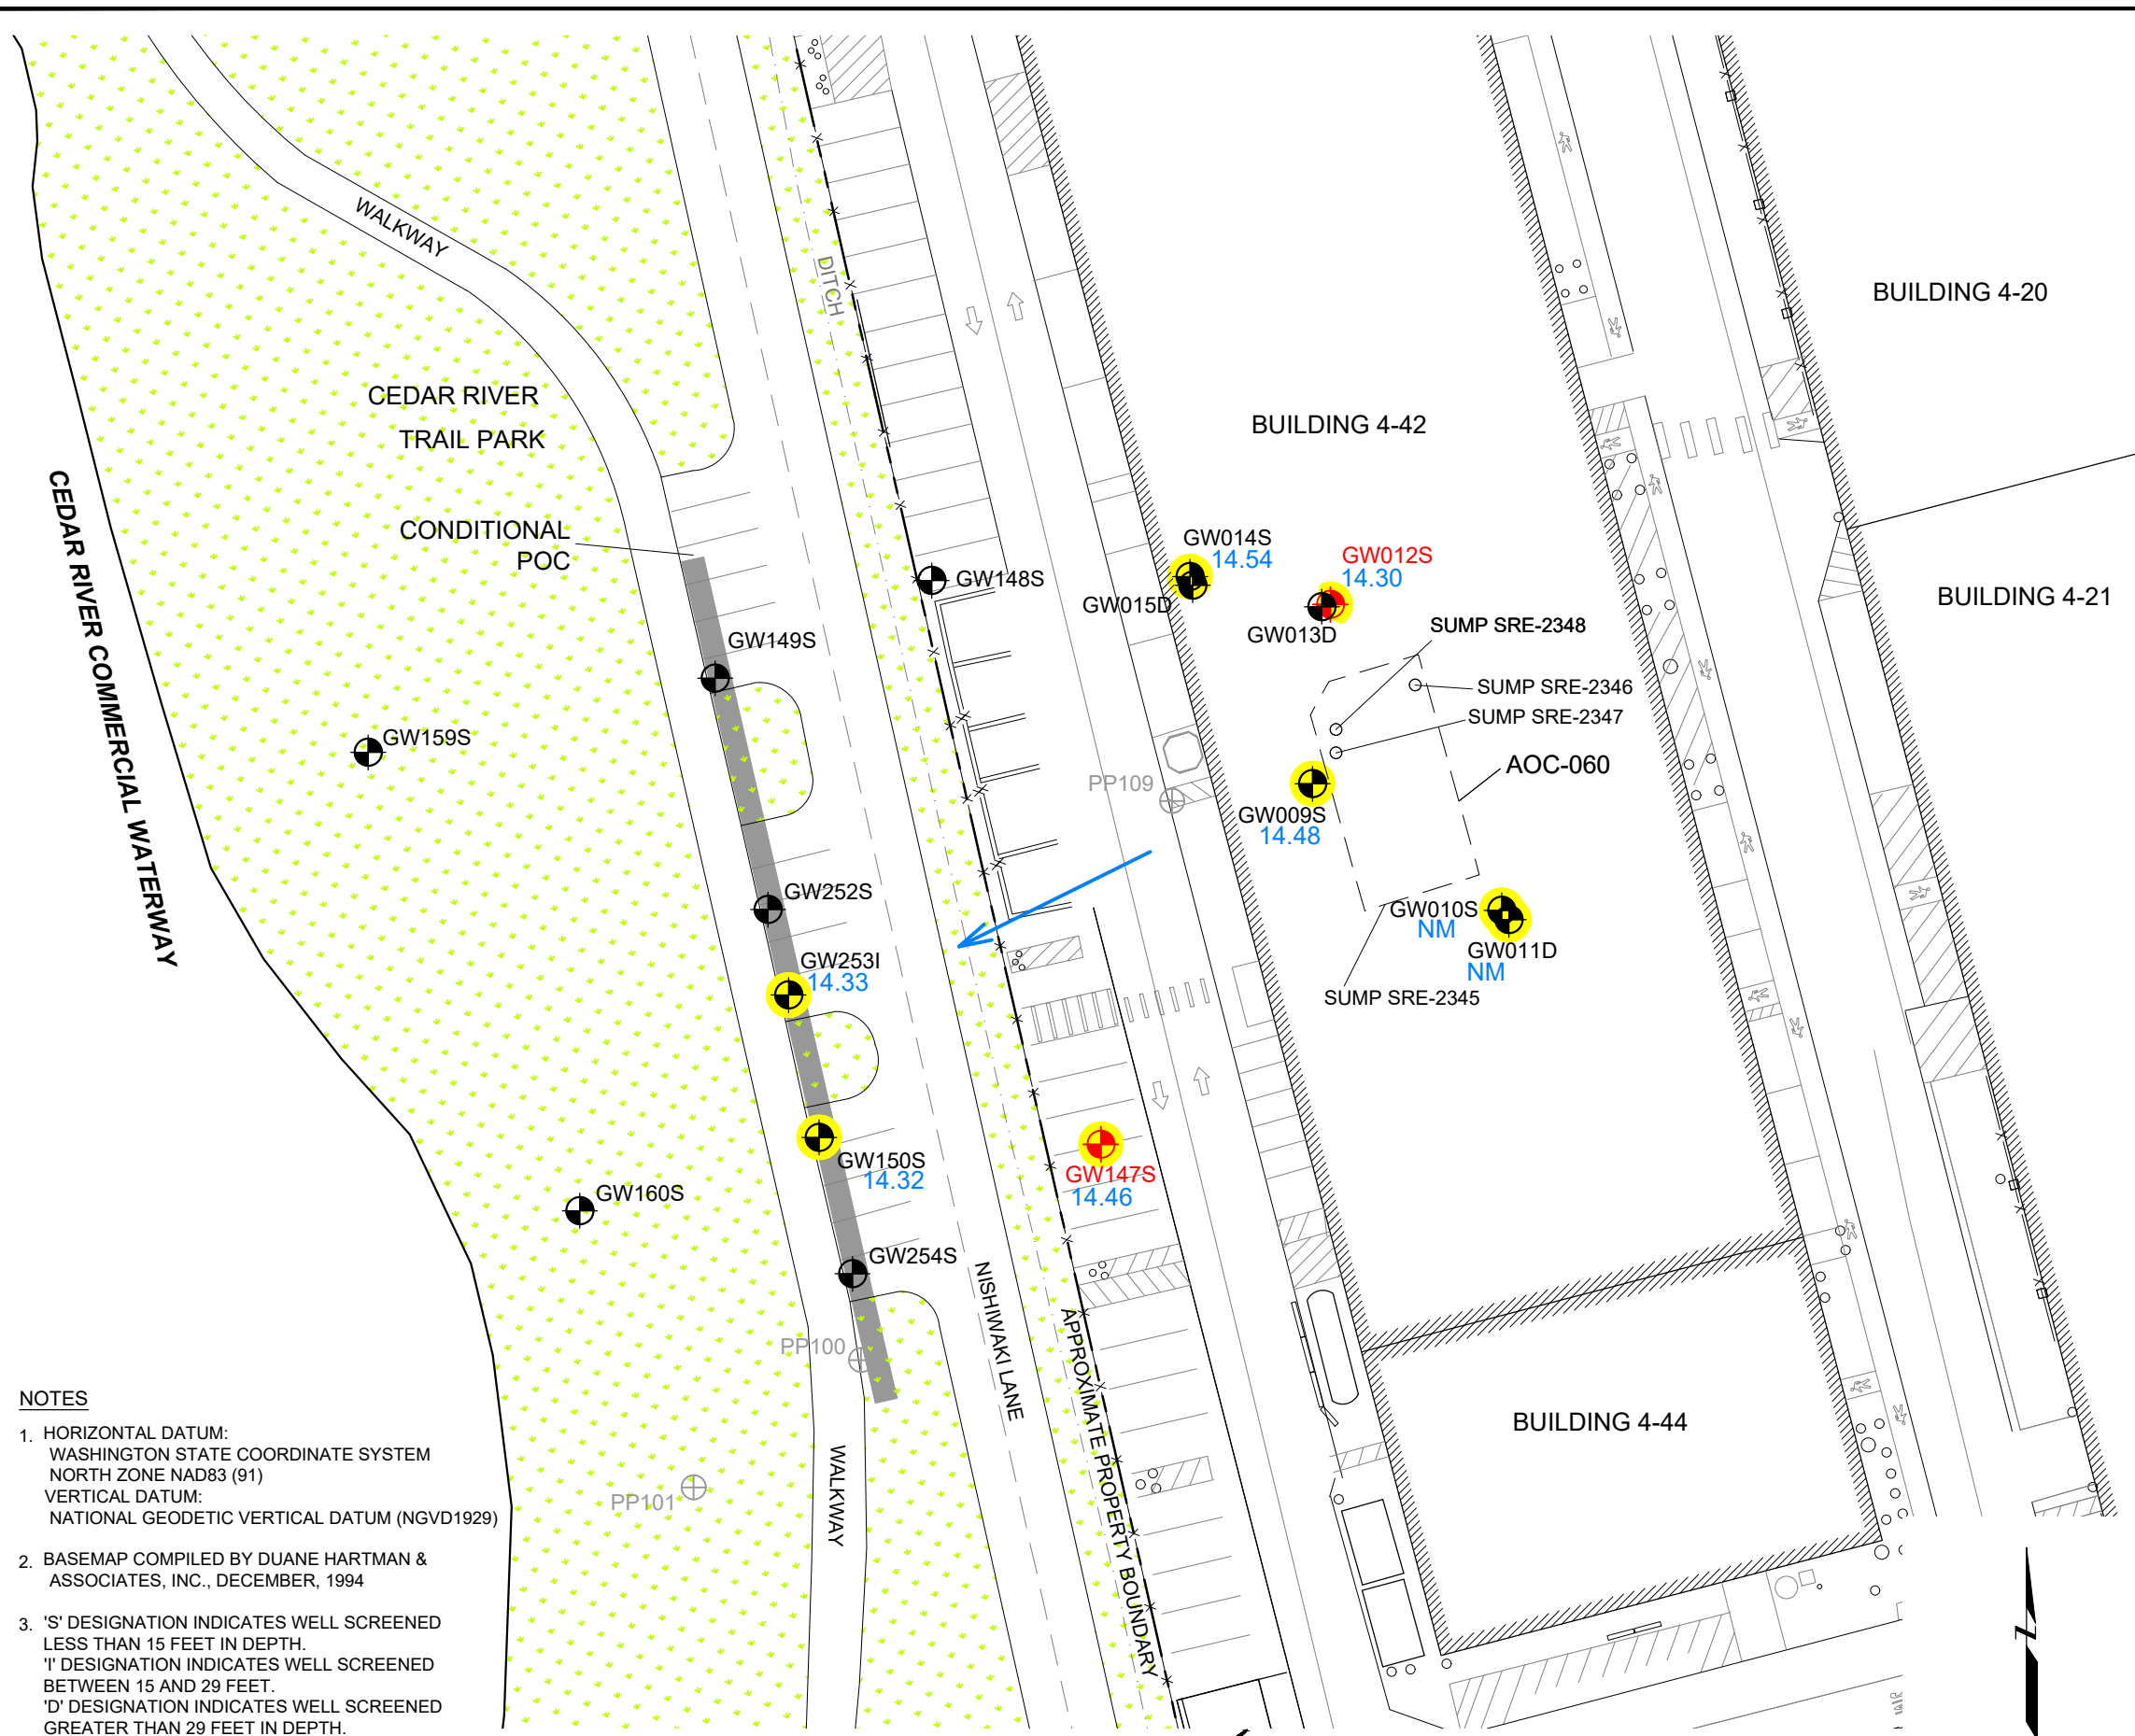 WALKWAY
DITCH
BUILDING 4-20
CEDAR RIVER
TRAIL PARK
BUILDING 4-42
CEDAR RIVER COMMERCIAL WATERWAY
CONDITIONAL
POC
GW148S
GW014S
14.54
GW015D
GW012S
14.30
GW013D
BUILDING 4-21
SUMP SRE-2348
SUMP SRE-2346
SUMP SRE-2347
AOC-060
GW149S
GW159S
PP109
GW009S
14.48
GW252S
GW010S
NM
GW011D
NM
SUMP SRE-2345
GW253I
14.33
GW150S
14.32
GW147S
14.46
GW160S
GW254S
NISHIWAKI LANE
APPROXIMATE PROPERTY BOUNDARY
PP100
BUILDING 4-44
WALKWAY
PP101
NOTES
1. HORIZONTAL DATUM:
WASHINGTON STATE COORDINATE SYSTEM
NORTH ZONE NAD83 (91)
VERTICAL DATUM:
NATIONAL GEODETIC VERTICAL DATUM (NGVD1929)
2. BASEMAP COMPILED BY DUANE HARTMAN &
ASSOCIATES, INC., DECEMBER, 1994
3. 'S' DESIGNATION INDICATES WELL SCREENED
LESS THAN 15 FEET IN DEPTH.
'I' DESIGNATION INDICATES WELL SCREENED
BETWEEN 15 AND 29 FEET.
'D' DESIGNATION INDICATES WELL SCREENED
GREATER THAN 29 FEET IN DEPTH.
Z